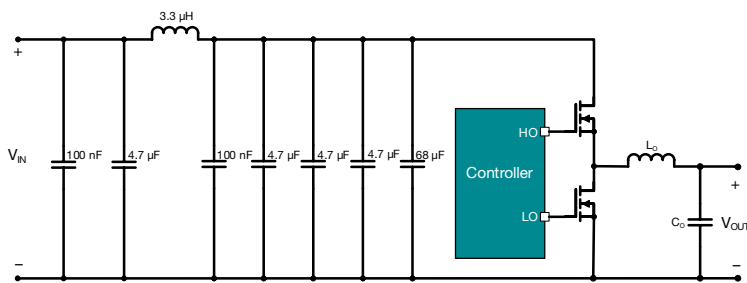 3.3 µH
+
+
V_IN
100 nF
4.7 µF
100 nF
4.7 µF
4.7 µF
4.7 µF
68 µF
HO
Controller
LO
L_O
+
C_O
V_OUT
−
−
−